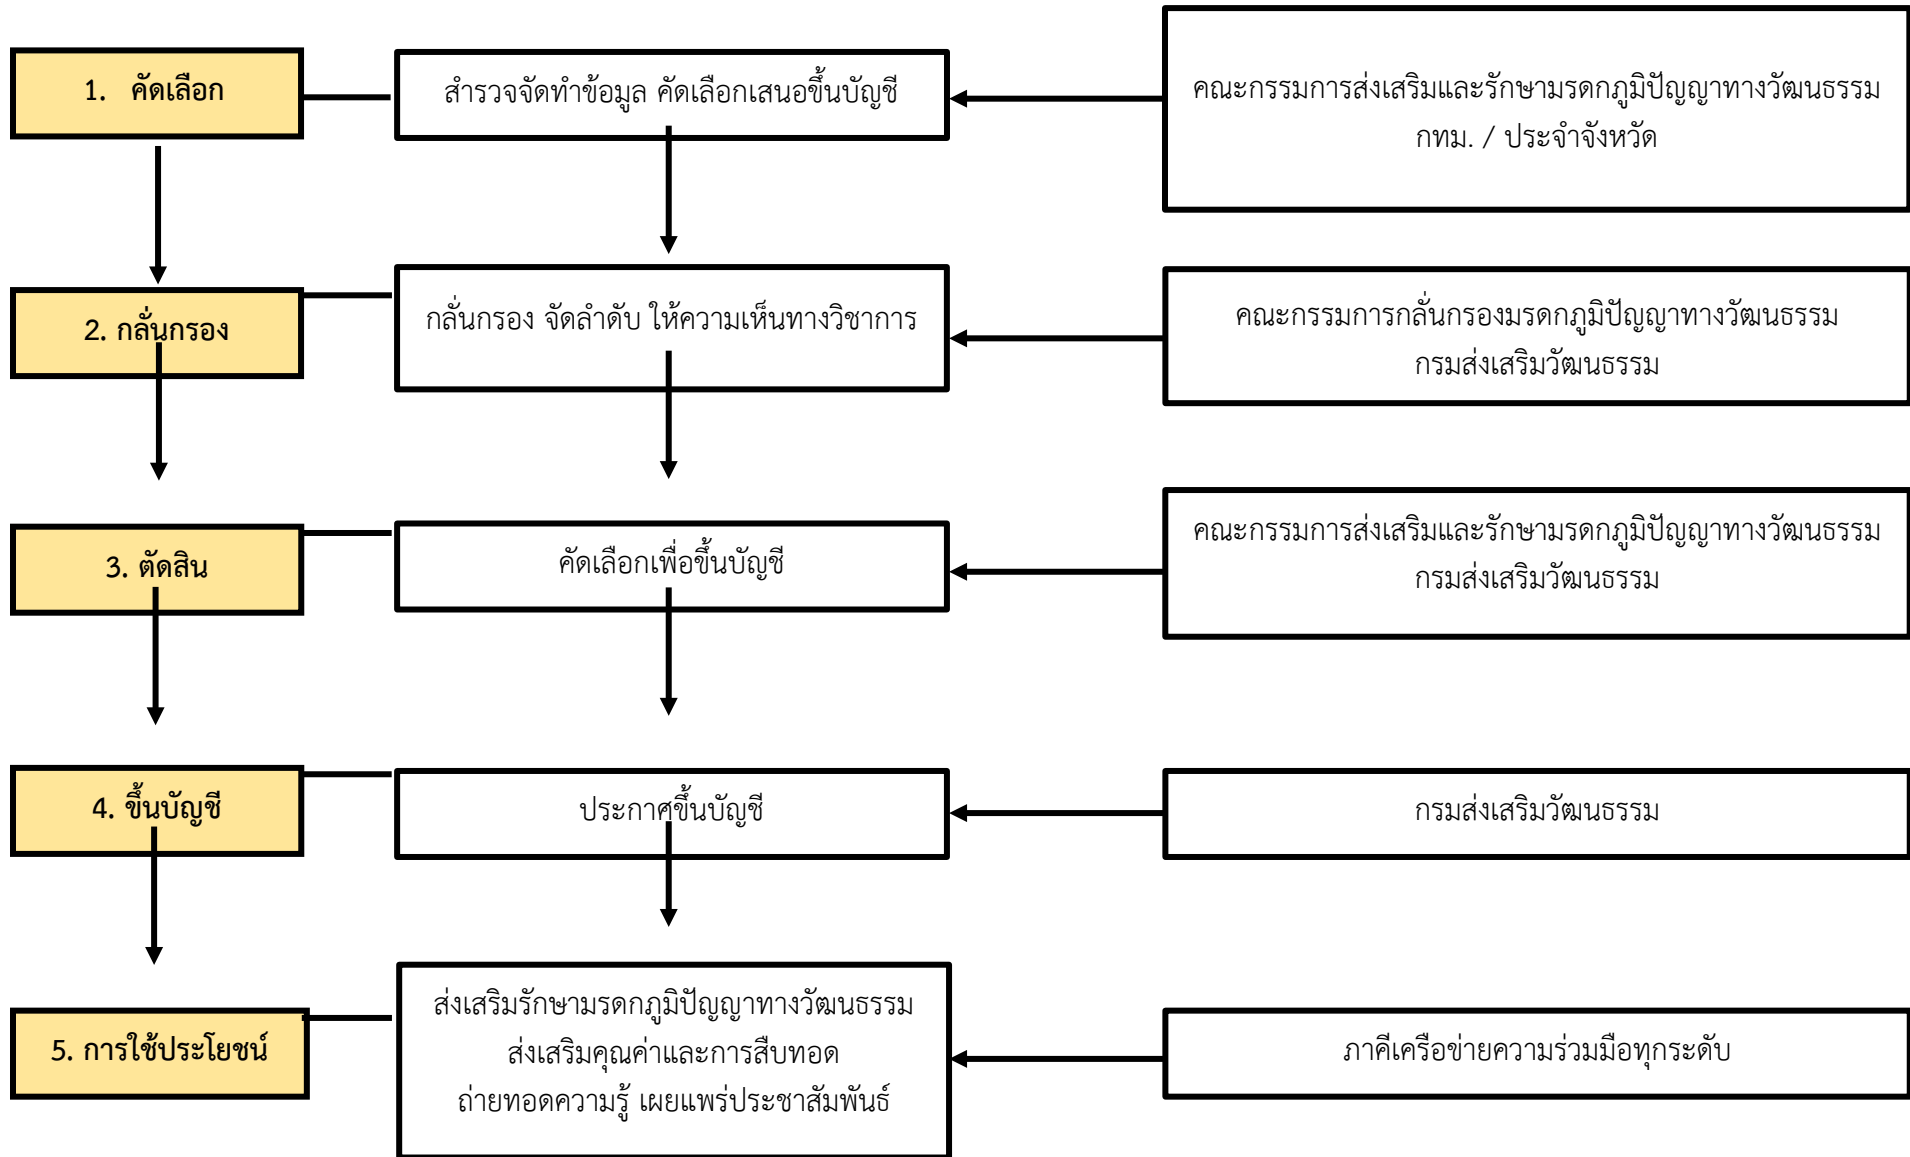 1. คัดเลือก
สำรวจจัดทำข้อมูล คัดเลือกเสนอขึ้นบัญชี
คณะกรรมการส่งเสริมและรักษามรดกภูมิปัญญาทางวัฒนธรรม
กทม. / ประจำจังหวัด
2. กลั่นกรอง
กลั่นกรอง จัดลำดับ ให้ความเห็นทางวิชาการ
คณะกรรมการกลั่นกรองมรดกภูมิปัญญาทางวัฒนธรรม
กรมส่งเสริมวัฒนธรรม
3. ตัดสิน
คัดเลือกเพื่อขึ้นบัญชี
คณะกรรมการส่งเสริมและรักษามรดกภูมิปัญญาทางวัฒนธรรม
กรมส่งเสริมวัฒนธรรม
4. ขึ้นบัญชี
ประกาศขึ้นบัญชี
กรมส่งเสริมวัฒนธรรม
5. การใช้ประโยชน์
ส่งเสริมรักษามรดกภูมิปัญญาทางวัฒนธรรม
ส่งเสริมคุณค่าและการสืบทอด
ถ่ายทอดความรู้ เผยแพร่ประชาสัมพันธ์
ภาคีเครือข่ายความร่วมมือทุกระดับ